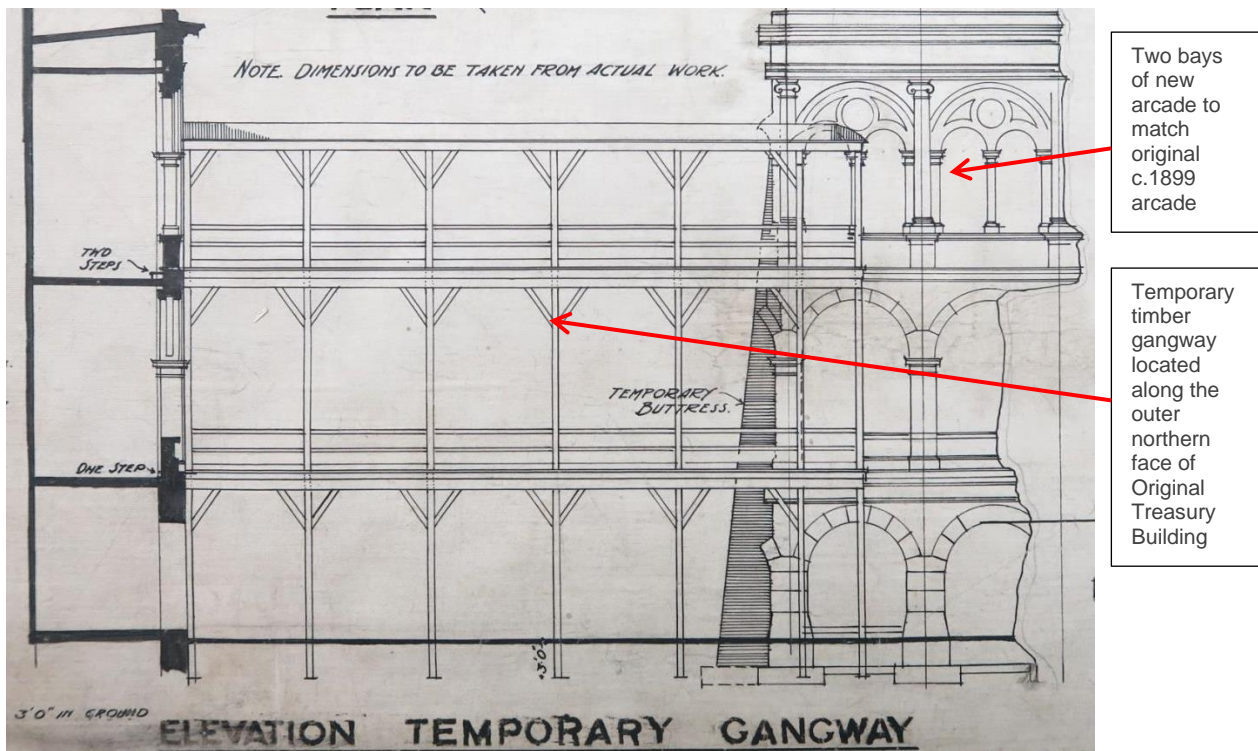 NOTE. DIMENSIONS TO BE TAKEN FROM ACTUAL WORK.
TWO
STEPS
TEMPORARY
BUTTRESS.
ONE STEP
3'0"
3'0" IN GROUND
ELEVATION TEMPORARY GANGWAY
Two bays
of new
arcade to
match
original
c.1899
arcade
Temporary
timber
gangway
located
along the
outer
northern
face of
Original
Treasury
Building